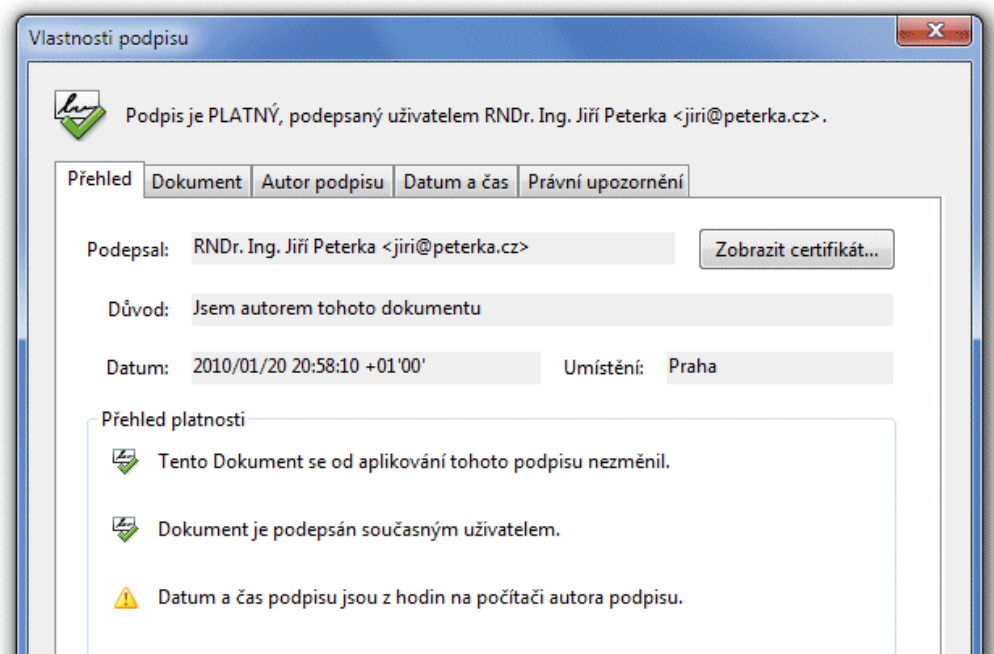 Vlastnosti podpisu
Podpis je PLATNÝ, podepsaný uživatelem RNDr. Ing. Jiří Peterka <jiri@peterka.cz>.
Přehled Dokument Autor podpisu Datum a čas Právní upozornění
Podepsal: RNDr. Ing. Jiří Peterka <jiri@peterka.cz> Zobrazit certifikát...
Důvod: Jsem autorem tohoto dokumentu
Datum: 2010/01/20 20:58:10 +01'00' Umístění: Praha
Přehled platnosti
Tento Dokument se od aplikování tohoto podpisu nezměnil.
Dokument je podepsán současným uživatelem.
Datum a čas podpisu jsou z hodin na počítači autora podpisu.